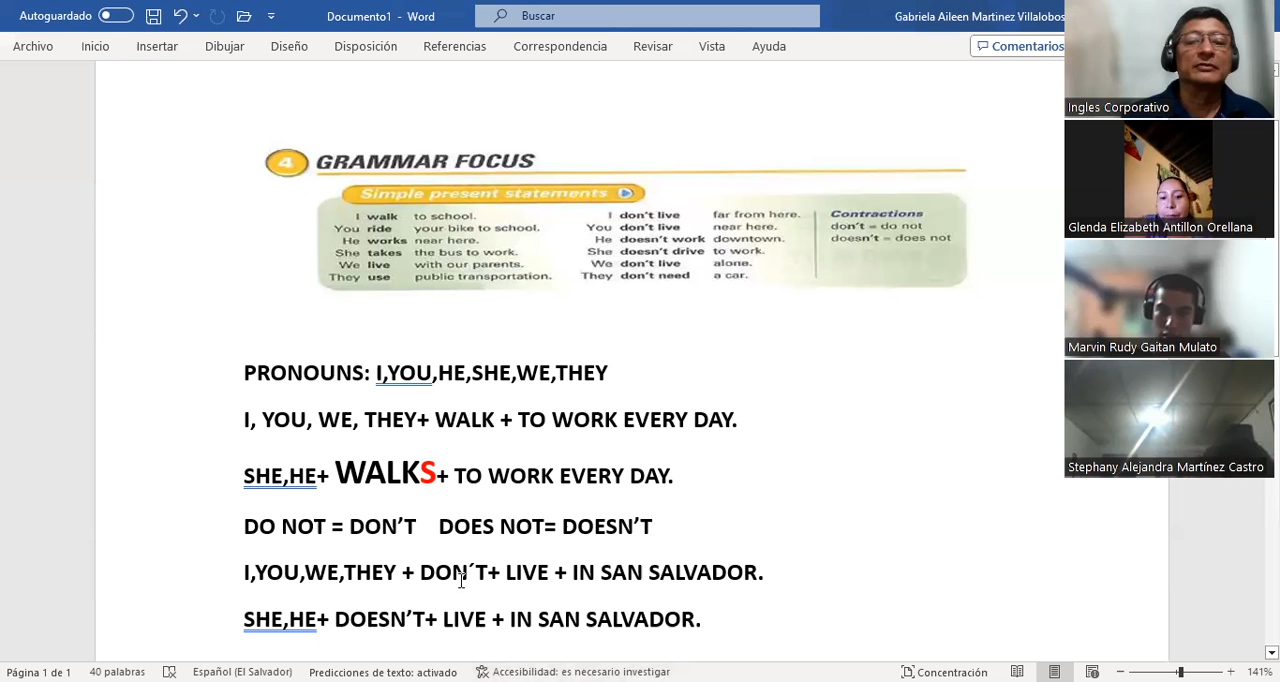 Autoguardado
Documento1 - Word
Buscar
Gabriela Aileen Martinez Villalobos
Archivo Inicio Insertar Dibujar Diseño Disposición Referencias Correspondencia Revisar Vista Ayuda
Comentarios
4 GRAMMAR FOCUS
Simple present statements
I walk to school.
You ride your bike to school.
He works near here.
She takes the bus to work.
We live with our parents.
They use public transportation.
I don't live far from here.
You don't live near here.
He doesn't work downtown.
She doesn't drive to work.
We don't live alone.
They don't need a car.
Contractions
don't = do not
doesn't = does not
PRONOUNS: I,YOU,HE,SHE,WE,THEY
I, YOU, WE, THEY+ WALK + TO WORK EVERY DAY.
SHE,HE+ WALKS+ TO WORK EVERY DAY.
DO NOT = DON’T DOES NOT= DOESN’T
I,YOU,WE,THEY + DON´T+ LIVE + IN SAN SALVADOR.
SHE,HE+ DOESN’T+ LIVE + IN SAN SALVADOR.
Ingles Corporativo
Glenda Elizabeth Antillon Orellana
Marvin Rudy Gaitan Mulato
Stephany Alejandra Martínez Castro
Página 1 de 1 40 palabras Español (El Salvador) Predicciones de texto: activado Accesibilidad: es necesario investigar Concentración 141%